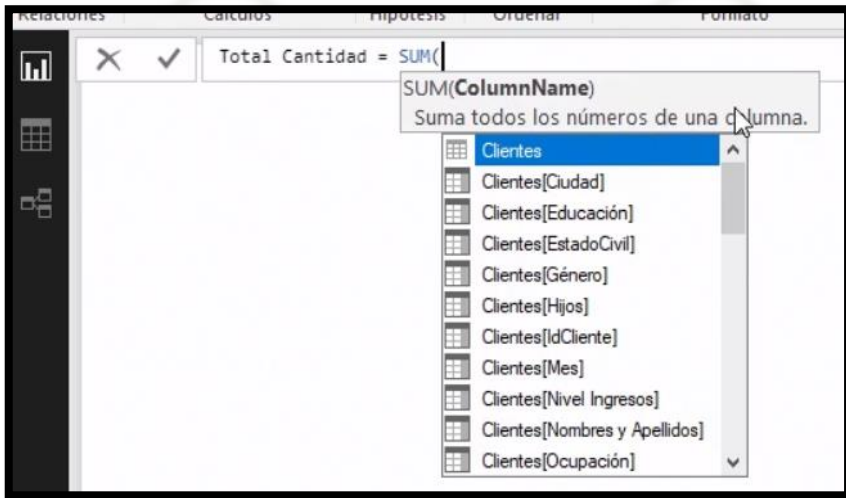 Relaciones Cálculos Hipótesis Ordenar Formato
Total Cantidad = SUM(
SUM(ColumnName)
Suma todos los números de una columna.
Clientes
Clientes[Ciudad]
Clientes[Educación]
Clientes[EstadoCivil]
Clientes[Género]
Clientes[Hijos]
Clientes[IdCliente]
Clientes[Mes]
Clientes[Nivel Ingresos]
Clientes[Nombres y Apellidos]
Clientes[Ocupación]